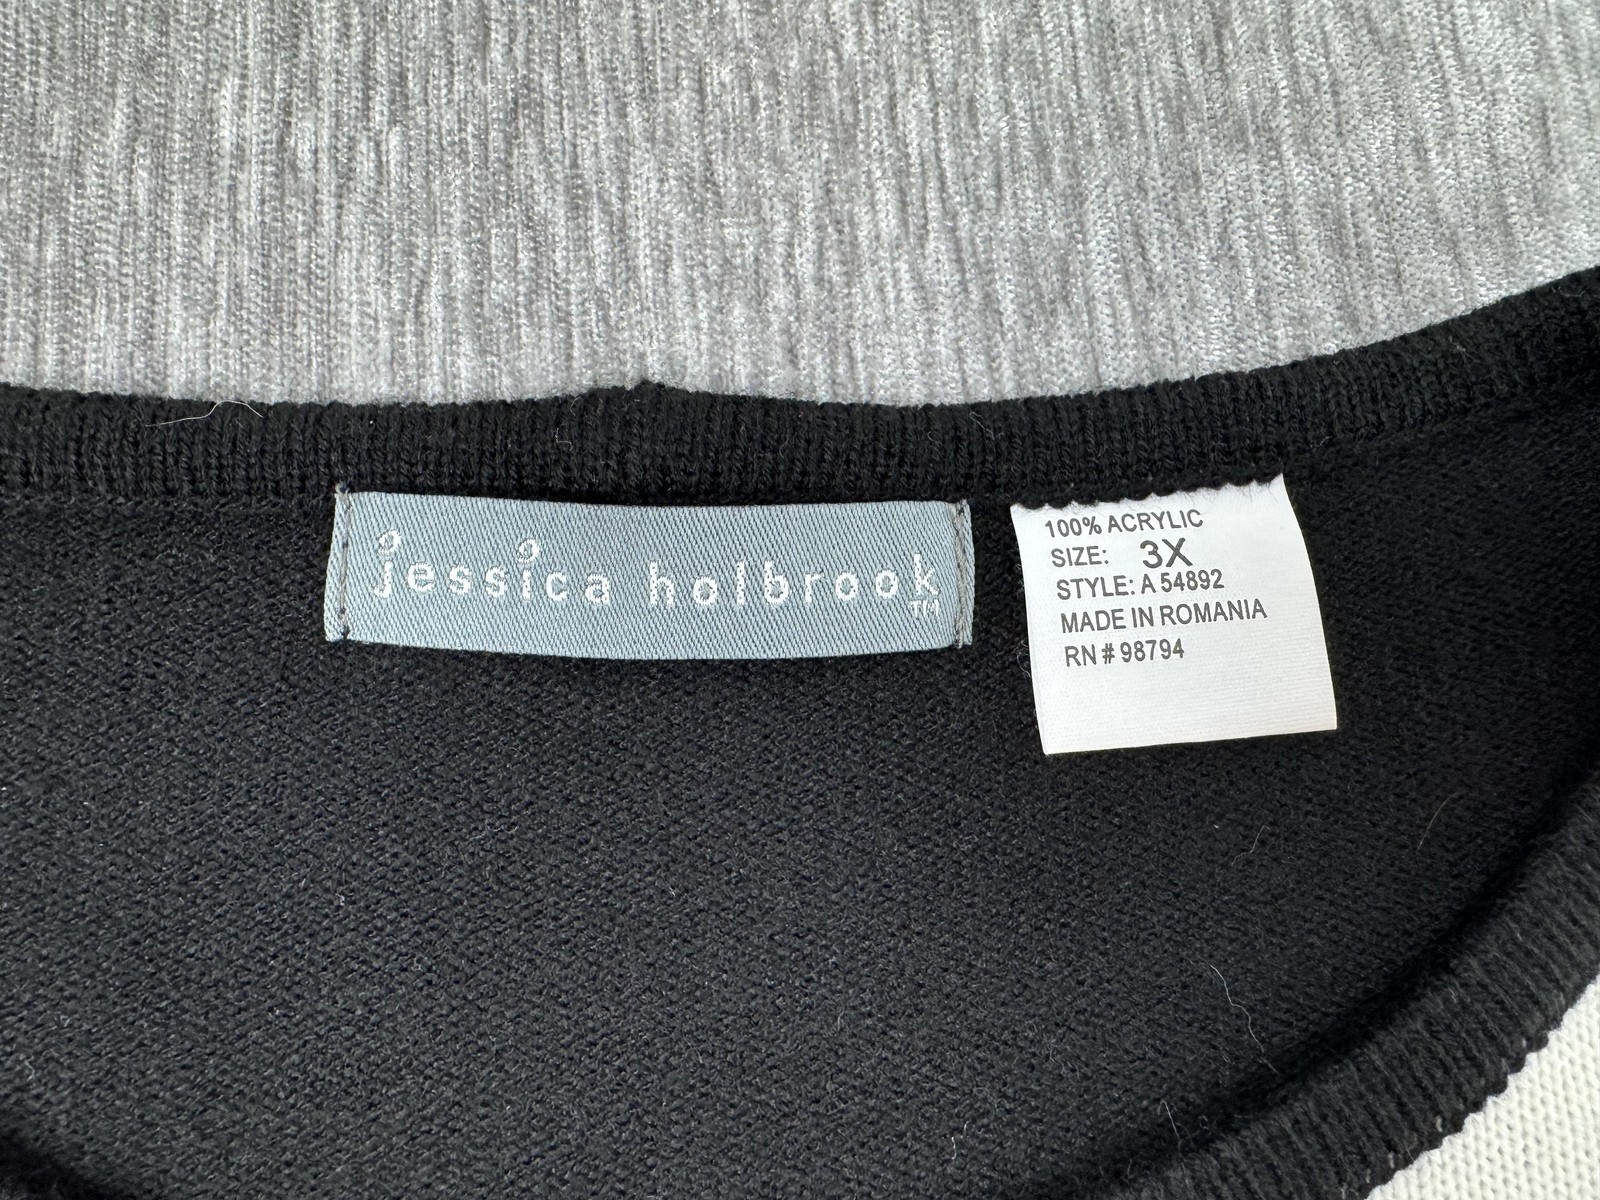 jessica holbrook
TM
100% ACRYLIC
SIZE: 3X
STYLE: A 54892
MADE IN ROMANIA
RN # 98794